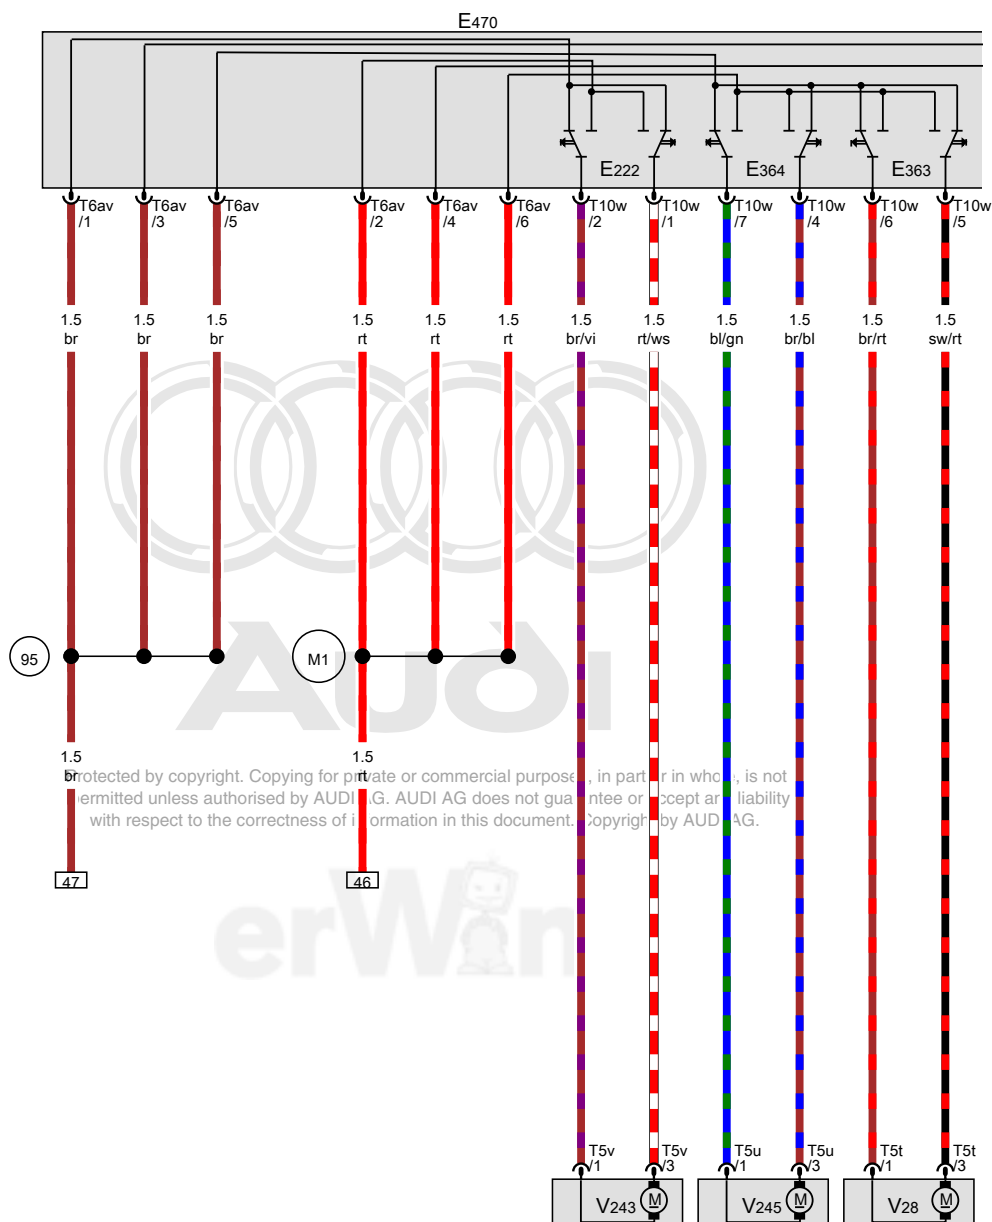 E470
E222 E364 E363
T6av T6av T6av T6av T6av T6av T10w T10w T10w T10w T10w T10w
/1 /3 /5 /2 /4 /6 /2 /1 /7 /4 /6 /5
1.5 1.5 1.5 1.5 1.5 1.5 1.5 1.5 1.5 1.5 1.5 1.5
br br br rt rt rt br/vi rt/ws bl/gn br/bl br/rt sw/rt
95 M1
Audi
1.5 1.5
br rt
Protected by copyright. Copying for private or commercial purposes, in part or in whole, is not
permitted unless authorised by AUDI AG. AUDI AG does not guarantee or accept any liability
with respect to the correctness of information in this document. Copyright by AUDI AG.
47 46
erWin
T5v T5v T5u T5u T5t T5t
/1 /3 /1 /3 /1 /3
V243 M V245 M V28 M